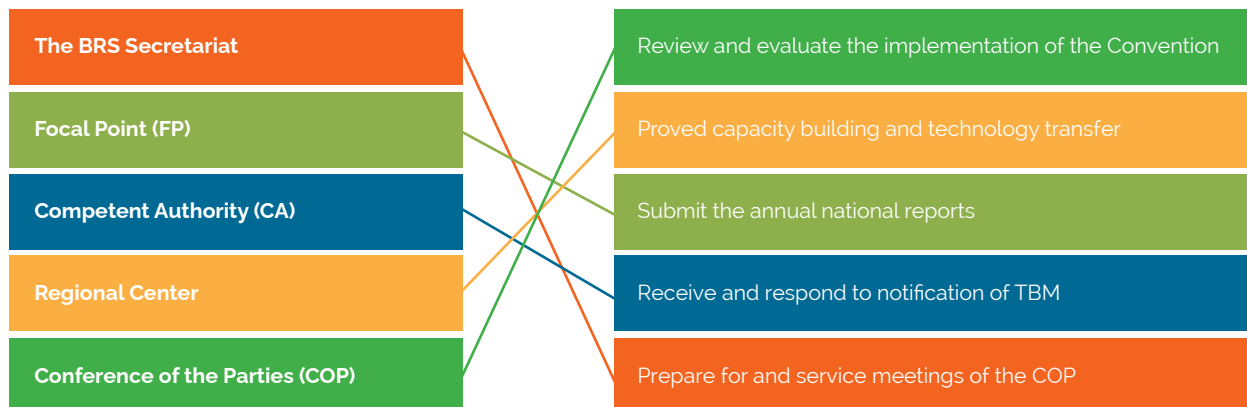 The BRS Secretariat
Review and evaluate the implementation of the Convention
Focal Point (FP)
Proved capacity building and technology transfer
Competent Authority (CA)
Submit the annual national reports
Regional Center
Receive and respond to notification of TBM
Conference of the Parties (COP)
Prepare for and service meetings of the COP